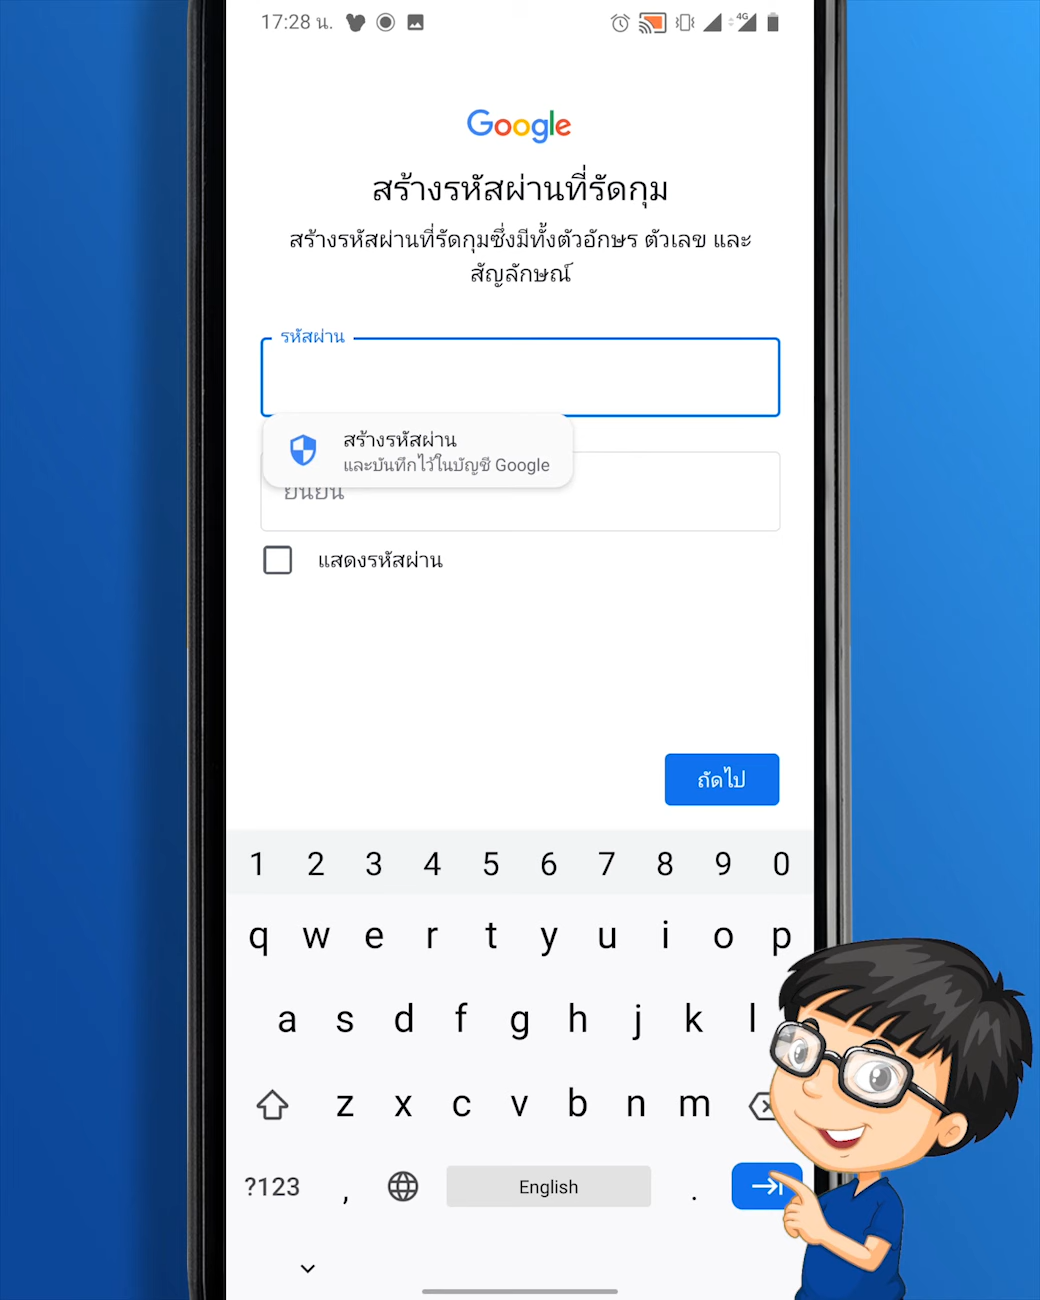 17:28 น.
4G
Google
สร้างรหัสผ่านที่รัดกุม
สร้างรหัสผ่านที่รัดกุมซึ่งมีทั้งตัวอักษร ตัวเลข และ
สัญลักษณ์
รหัสผ่าน
สร้างรหัสผ่าน
และบันทึกไว้ในบัญชี Google
ยืนยัน
แสดงรหัสผ่าน
ถัดไป
1 2 3 4 5 6 7 8 9 0
q w e r t y u i o p
a s d f g h j k l
z x c v b n m
?123 , English .